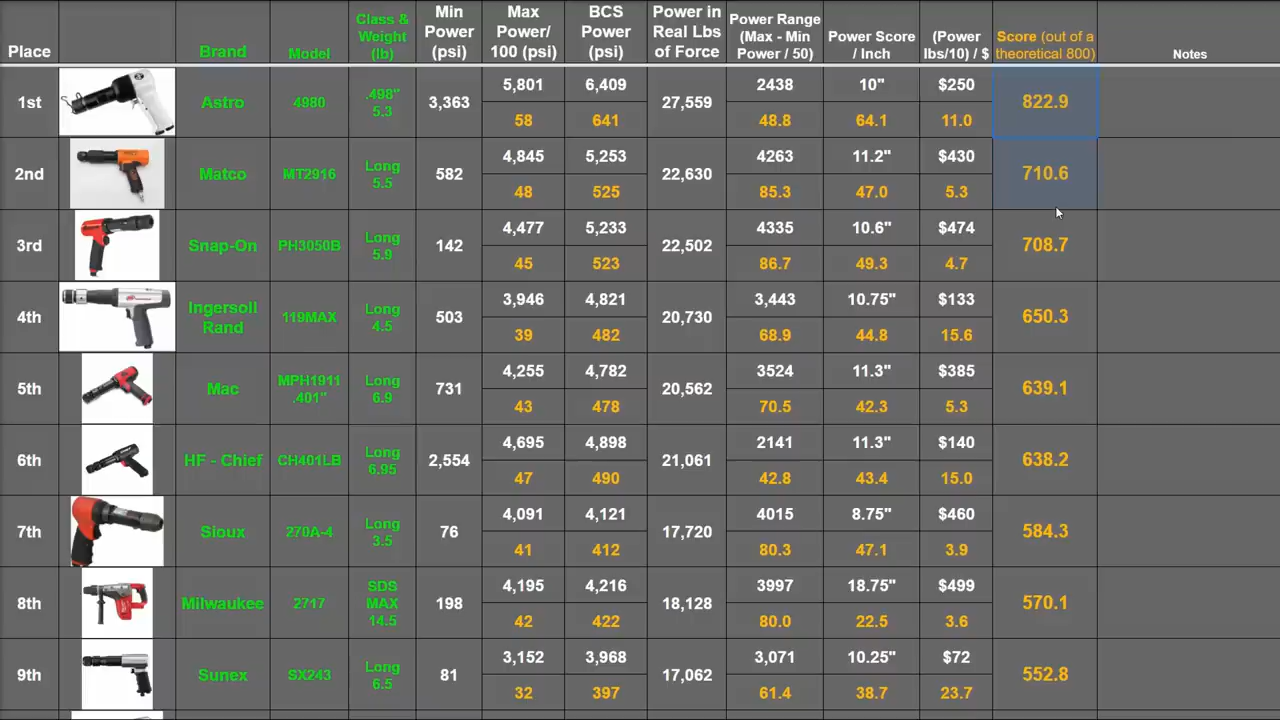 Place
Brand
Model
Class &
Weight
(lb)
Min
Power
(psi)
Max
Power/
100 (psi)
BCS
Power
(psi)
Power in
Real Lbs
of Force
Power Range
(Max - Min
Power / 50)
Power Score
/ Inch
(Power
lbs/10) / $
Score (out of a
theoretical 800)
Notes
1st
Astro
4980
.498"
5.3
3,363
5,801
58
6,409
641
27,559
2438
48.8
10"
64.1
$250
11.0
822.9
2nd
Matco
MT2916
Long
5.5
582
4,845
48
5,253
525
22,630
4263
85.3
11.2"
47.0
$430
5.3
710.6
3rd
Snap-On
PH3050B
Long
5.9
142
4,477
45
5,233
523
22,502
4335
86.7
10.6"
49.3
$474
4.7
708.7
4th
Ingersoll
Rand
119MAX
Long
4.5
503
3,946
39
4,821
482
20,730
3,443
68.9
10.75"
44.8
$133
15.6
650.3
5th
Mac
MPH1911
.401"
Long
6.9
731
4,255
43
4,782
478
20,562
3524
70.5
11.3"
42.3
$385
5.3
639.1
6th
HF - Chief
CH401LB
Long
6.95
2,554
4,695
47
4,898
490
21,061
2141
42.8
11.3"
43.4
$140
15.0
638.2
7th
Sioux
270A-4
Long
3.5
76
4,091
41
4,121
412
17,720
4015
80.3
8.75"
47.1
$460
3.9
584.3
8th
Milwaukee
2717
SDS
MAX
14.5
198
4,195
42
4,216
422
18,128
3997
80.0
18.75"
22.5
$499
3.6
570.1
9th
Sunex
SX243
Long
6.5
81
3,152
32
3,968
397
17,062
3,071
61.4
10.25"
38.7
$72
23.7
552.8